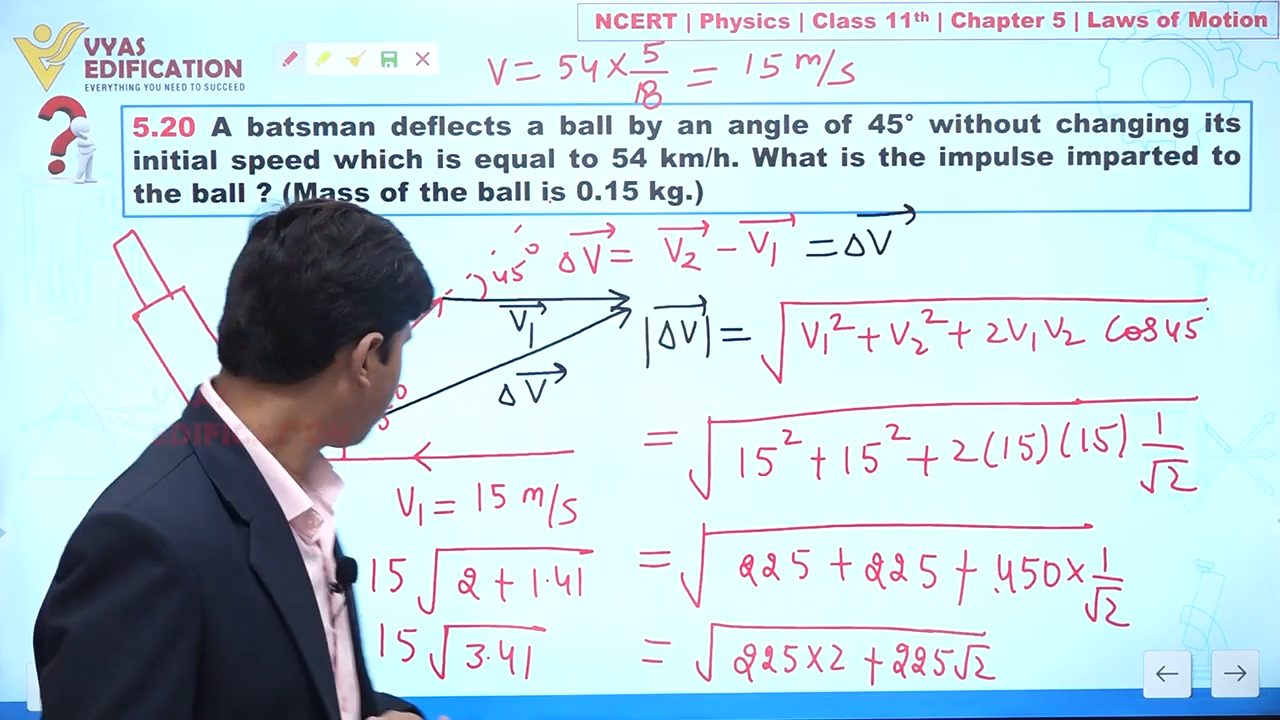 NCERT | Physics | Class 11th | Chapter 5 | Laws of Motion
VYAS
EDIFICATION
EVERYTHING YOU NEED TO SUCCEED
V = 54 × 5/18 = 15 m/s
5.20 A batsman deflects a ball by an angle of 45° without changing its
initial speed which is equal to 54 km/h. What is the impulse imparted to
the ball ? (Mass of the ball is 0.15 kg.)
45° ΔV⃗ = V₂⃗ − V₁⃗ = ΔV⃗
V₁⃗
|ΔV⃗| = √(V₁² + V₂² + 2V₁V₂ Cos45)
ΔV⃗
= √(15² + 15² + 2(15)(15) 1/√2)
V₁ = 15 m/s
15√(2 + 1.41) = √(225 + 225 + 450 × 1/√2)
15√3.41 = √(225×2 + 225√2)